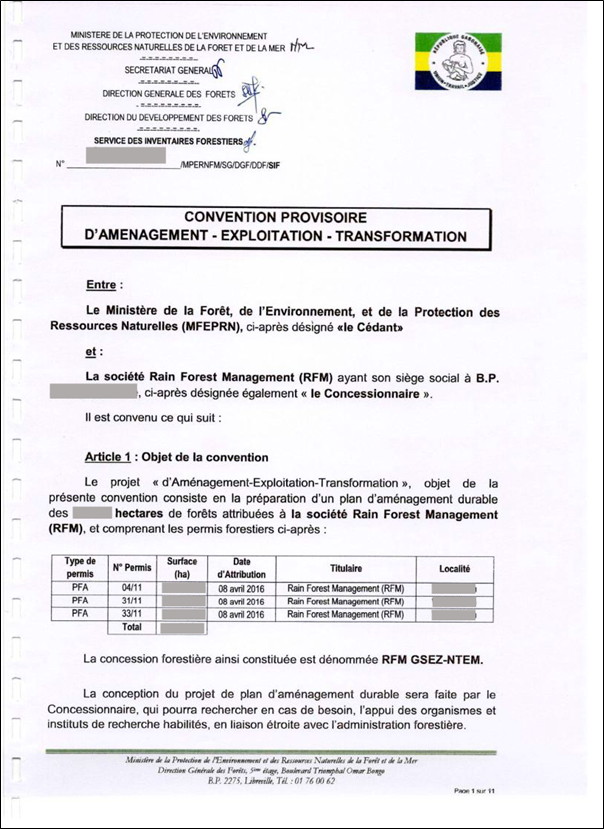 MINISTERE DE LA PROTECTION DE L'ENVIRONNEMENT
ET DES RESSOURCES NATURELLES DE LA FORET ET DE LA MER
SECRETARIAT GENERAL
DIRECTION GENERALE DES FORETS
DIRECTION DU DEVELOPPEMENT DES FORETS
SERVICE DES INVENTAIRES FORESTIERS
N° /MPERNFM/SG/DGF/DDF/SIF
RÉPUBLIQUE GABONAISE
UNION-TRAVAIL-JUSTICE
CONVENTION PROVISOIRE
D'AMENAGEMENT - EXPLOITATION - TRANSFORMATION
Entre :
Le Ministère de la Forêt, de l'Environnement, et de la Protection des
Ressources Naturelles (MFEPRN), ci-après désigné «le Cédant»
et :
La société Rain Forest Management (RFM) ayant son siège social à B.P.
, ci-après désignée également « le Concessionnaire ».
Il est convenu ce qui suit :
Article 1 : Objet de la convention
Le projet « d'Aménagement-Exploitation-Transformation », objet de la
présente convention consiste en la préparation d'un plan d'aménagement durable
des hectares de forêts attribuées à la société Rain Forest Management
(RFM), et comprenant les permis forestiers ci-après :
Type de permis N° Permis Surface (ha) Date d'Attribution Titulaire Localité
PFA 04/11 08 avril 2016 Rain Forest Management (RFM)
PFA 31/11 08 avril 2016 Rain Forest Management (RFM)
PFA 33/11 08 avril 2016 Rain Forest Management (RFM)
Total
La concession forestière ainsi constituée est dénommée RFM GSEZ-NTEM.
La conception du projet de plan d'aménagement durable sera faite par le
Concessionnaire, qui pourra rechercher en cas de besoin, l'appui des organismes et
instituts de recherche habilités, en liaison étroite avec l'administration forestière.
Ministère de la Protection de l'Environnement et des Ressources Naturelles de la Forêt et de la Mer
Direction Générale des Forêts, 5ème étage, Boulevard Triomphal Omar Bongo
B.P. 2275, Libreville, Tél. : 01 76 00 62
Page 1 sur 11